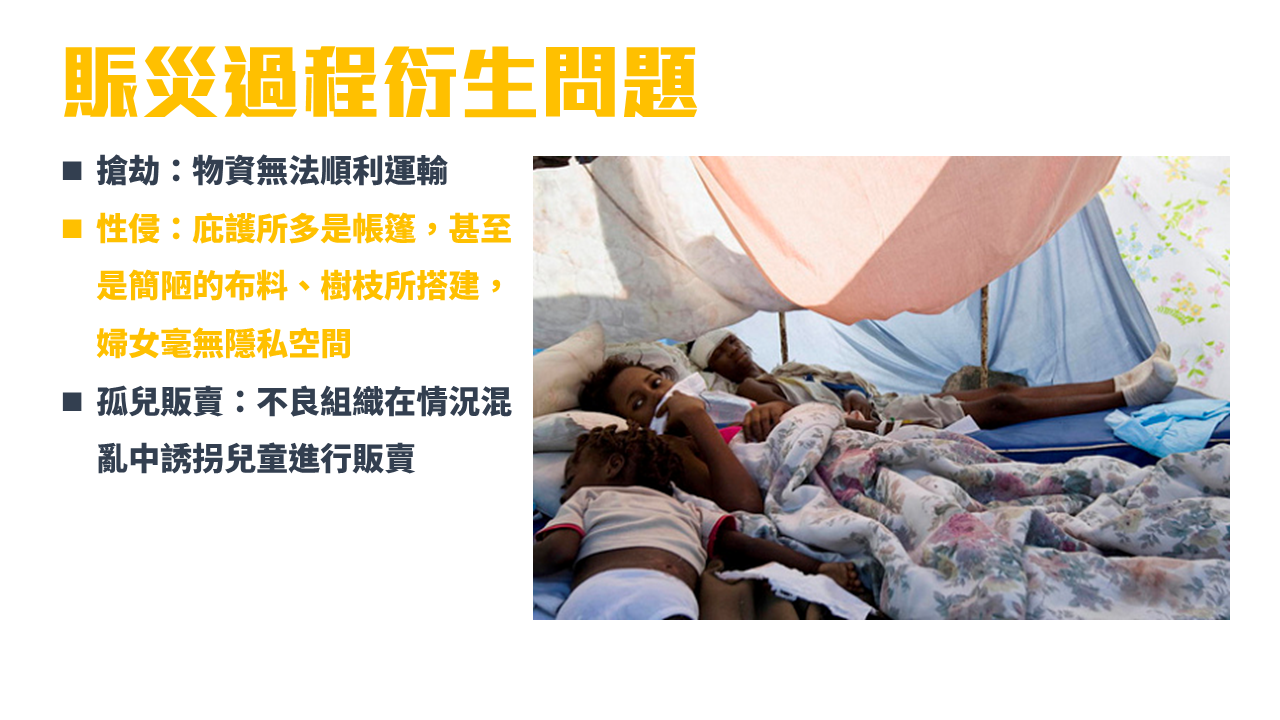 賑災過程衍生問題
■ 搶劫：物資無法順利運輸
■ 性侵：庇護所多是帳篷，甚至
是簡陋的布料、樹枝所搭建，
婦女毫無隱私空間
■ 孤兒販賣：不良組織在情況混
亂中誘拐兒童進行販賣